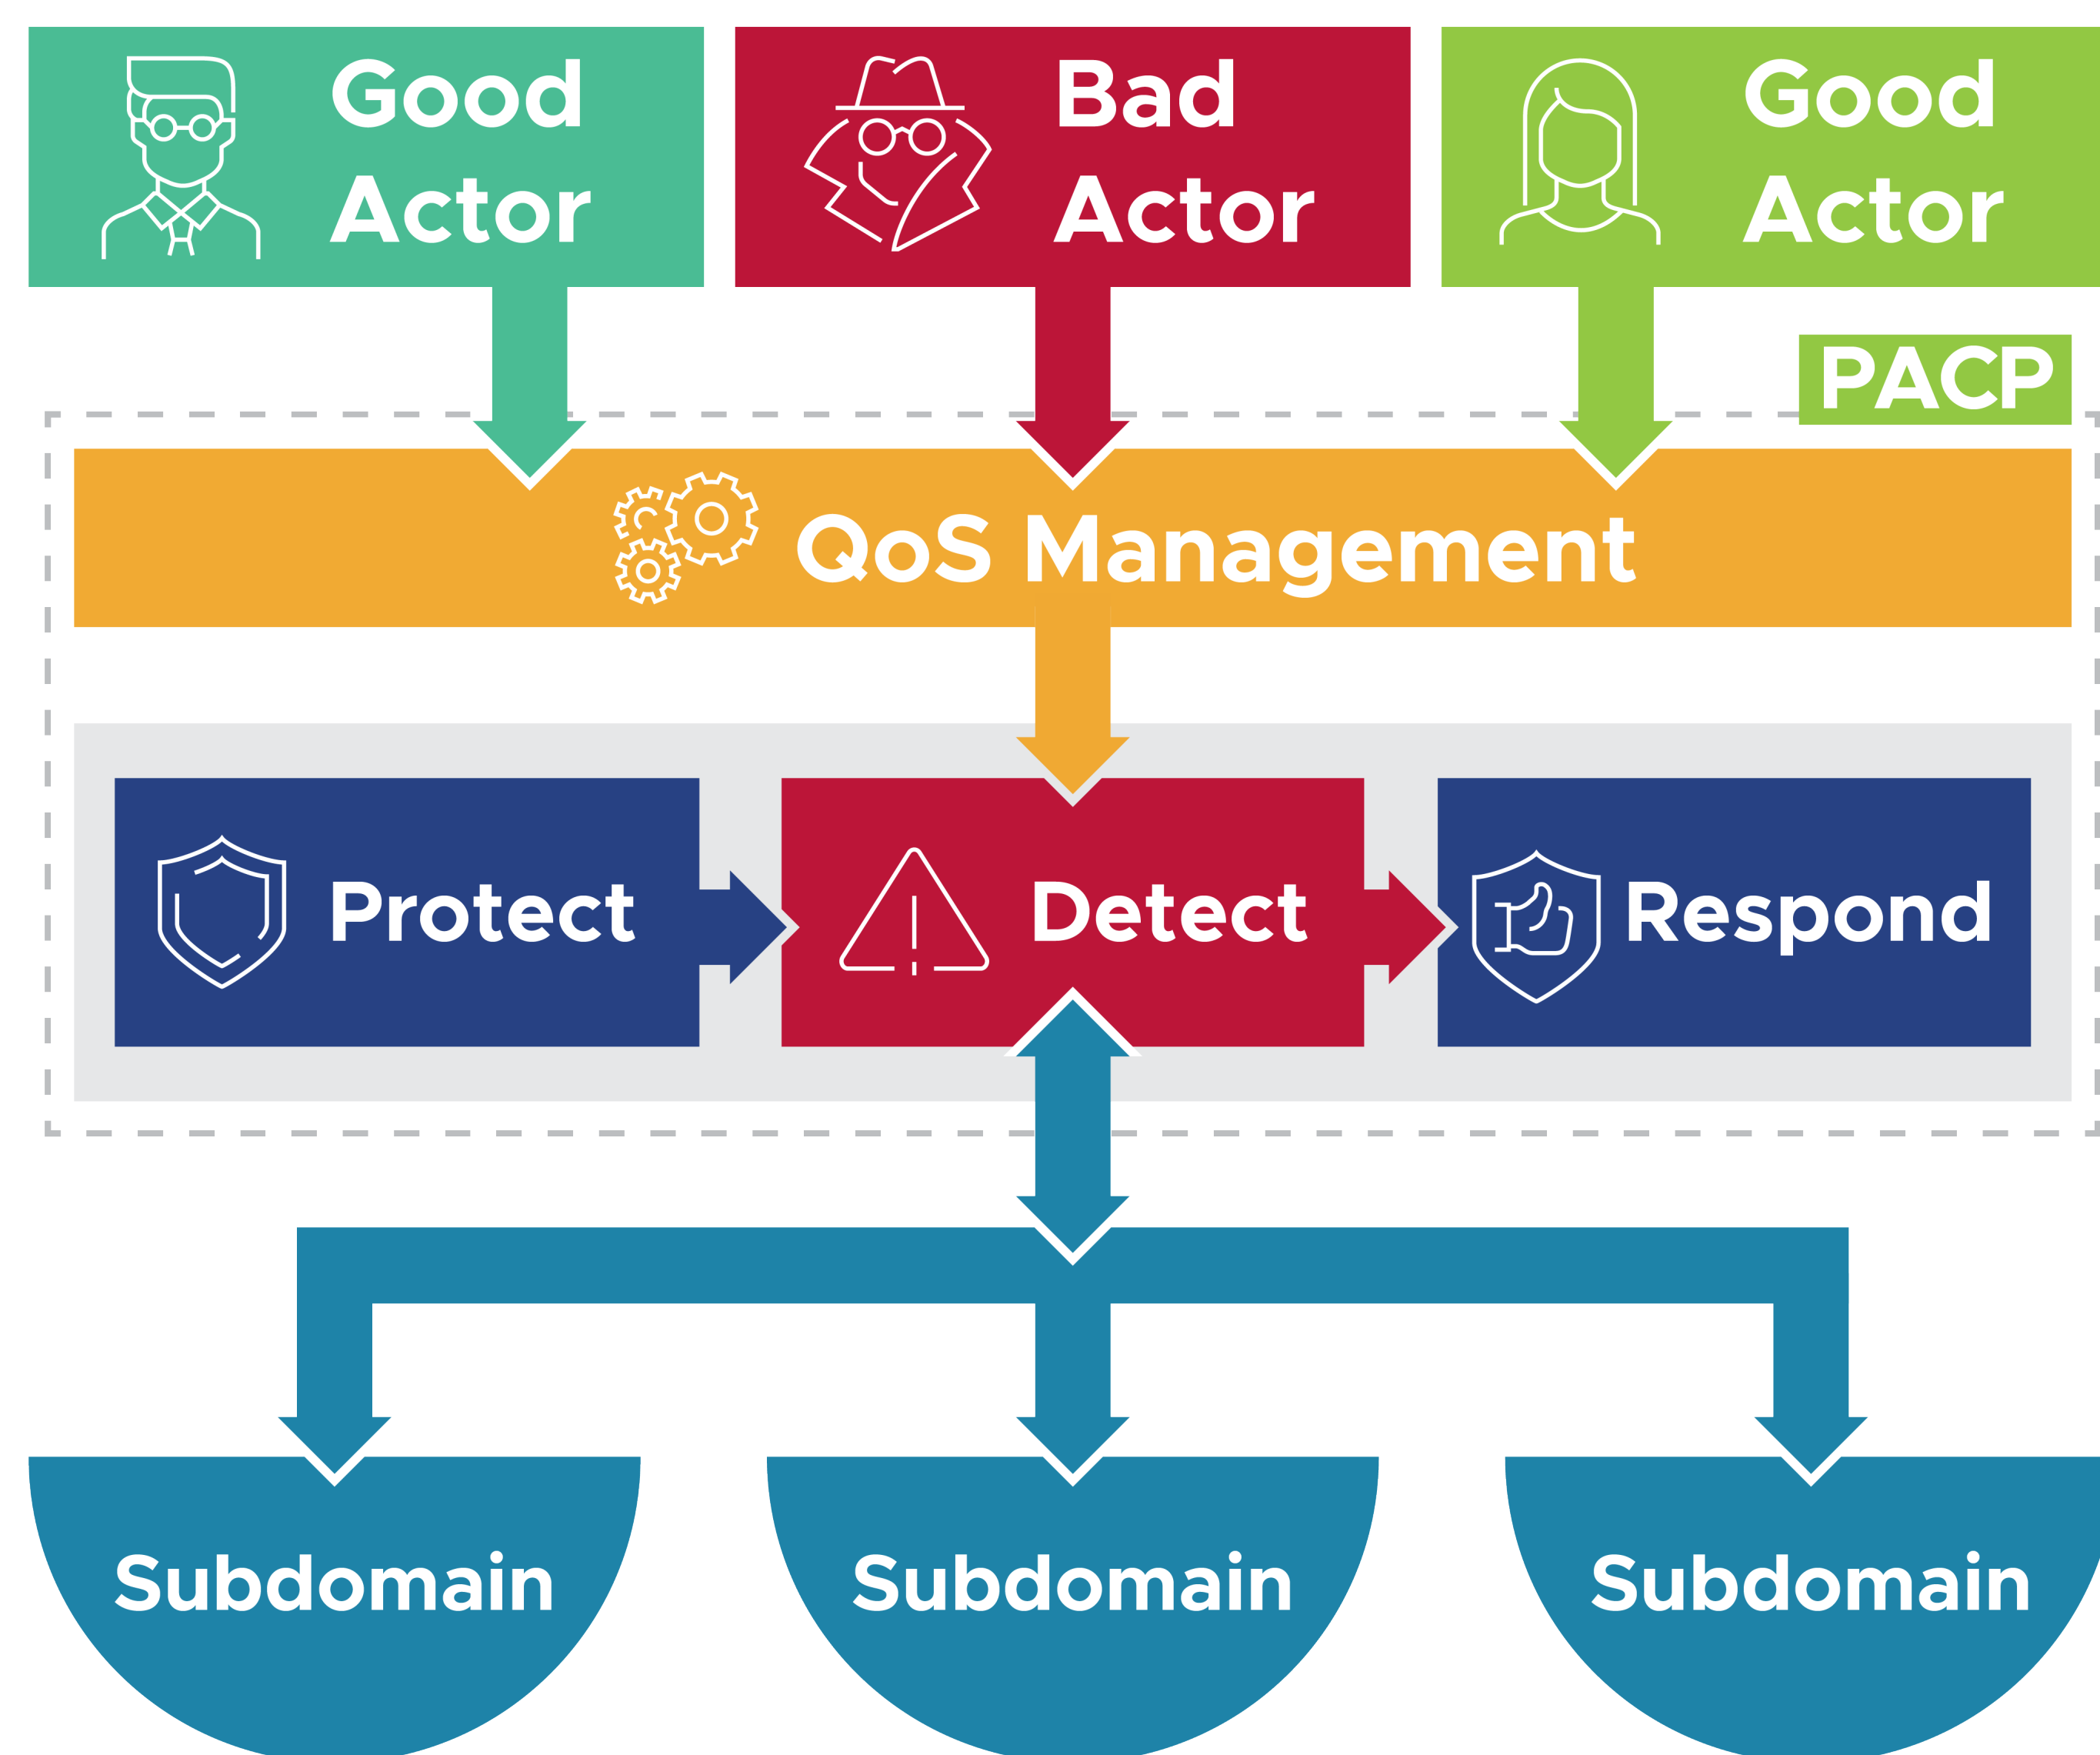 Good
Actor
Bad
Actor
Good
Actor
PACP
QoS Management
Protect
Detect
Respond
Subdomain
Subdomain
Subdomain